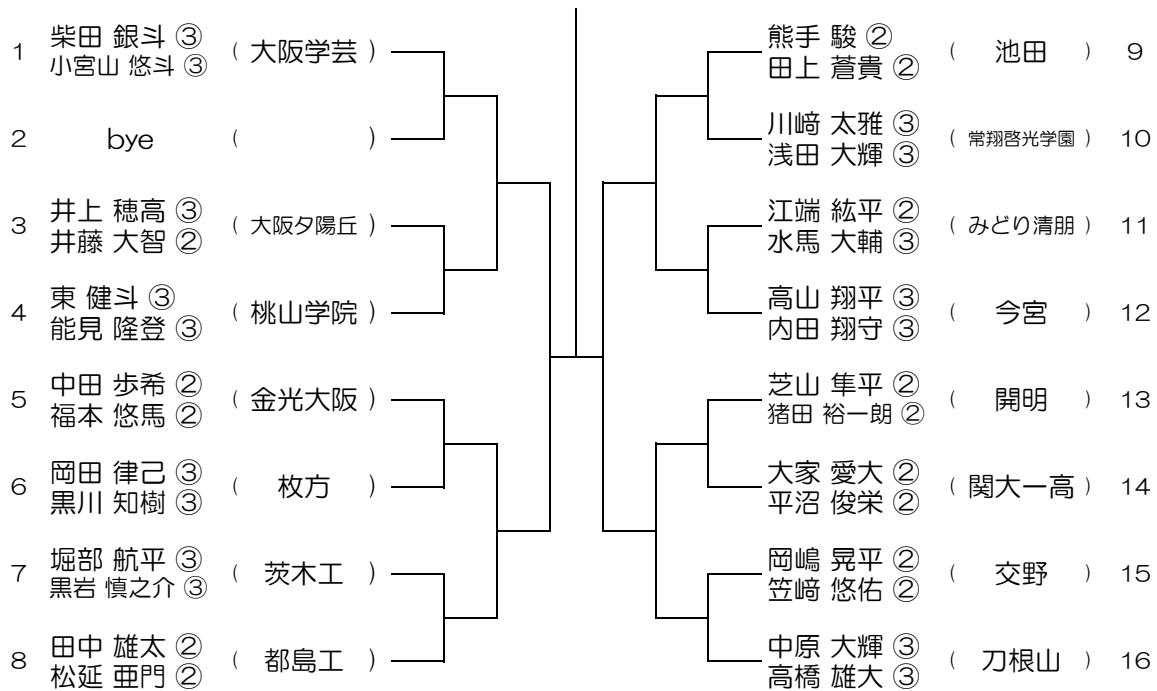 1 柴田 銀斗 ③ ( 大阪学芸 )
小宮山 悠斗 ③
2 bye ( )
3 井上 穂高 ③ ( 大阪夕陽丘 )
井藤 大智 ②
4 東 健斗 ③ ( 桃山学院 )
能見 隆登 ③
5 中田 歩希 ② ( 金光大阪 )
福本 悠馬 ②
6 岡田 律己 ③ ( 枚方 )
黒川 知樹 ③
7 堀部 航平 ③ ( 茨木工 )
黒岩 慎之介 ③
8 田中 雄太 ② ( 都島工 )
松延 亜門 ②
熊手 駿 ② ( 池田 ) 9
田上 蒼貴 ②
川﨑 太雅 ③ ( 常翔啓光学園 ) 10
浅田 大輝 ③
江端 紘平 ② ( みどり清朋 ) 11
水馬 大輔 ③
高山 翔平 ③ ( 今宮 ) 12
内田 翔守 ③
芝山 隼平 ② ( 開明 ) 13
猪田 裕一朗 ②
大家 愛大 ② ( 関大一高 ) 14
平沼 俊栄 ②
岡嶋 晃平 ② ( 交野 ) 15
笠﨑 悠佑 ②
中原 大輝 ③ ( 刀根山 ) 16
高橋 雄大 ③